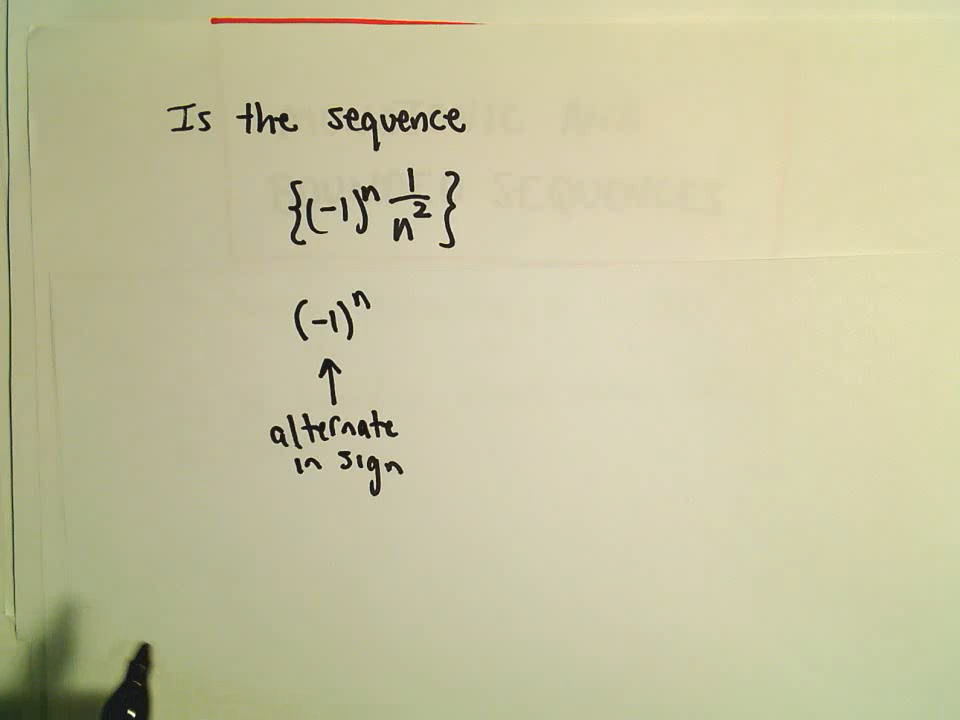 Is the sequence
{(-1)^n 1/n^2}
(-1)^n
↑
alternate
in sign